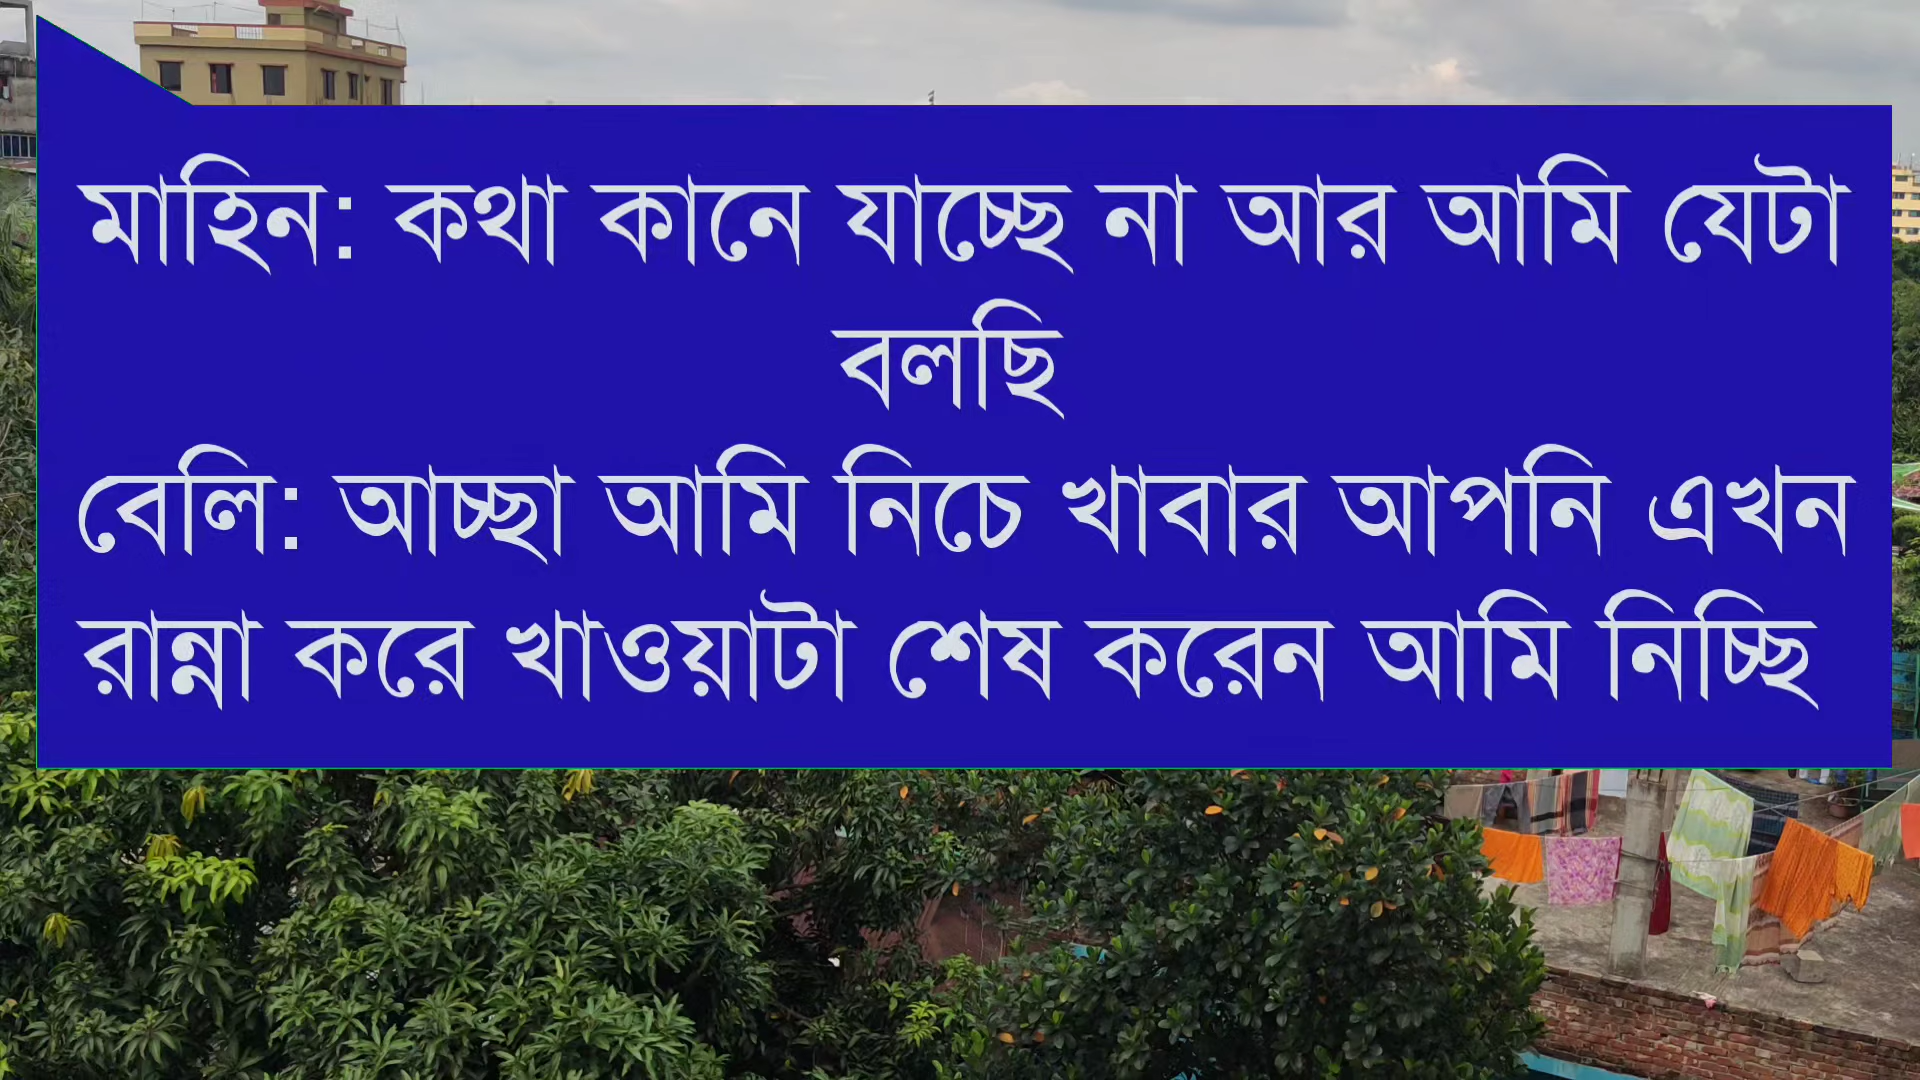 মাহিন: কথা কানে যাচ্ছে না আর আমি যেটা
বলছি
বেলি: আচ্ছা আমি নিচে খাবার আপনি এখন
রান্না করে খাওয়াটা শেষ করেন আমি নিচ্ছি